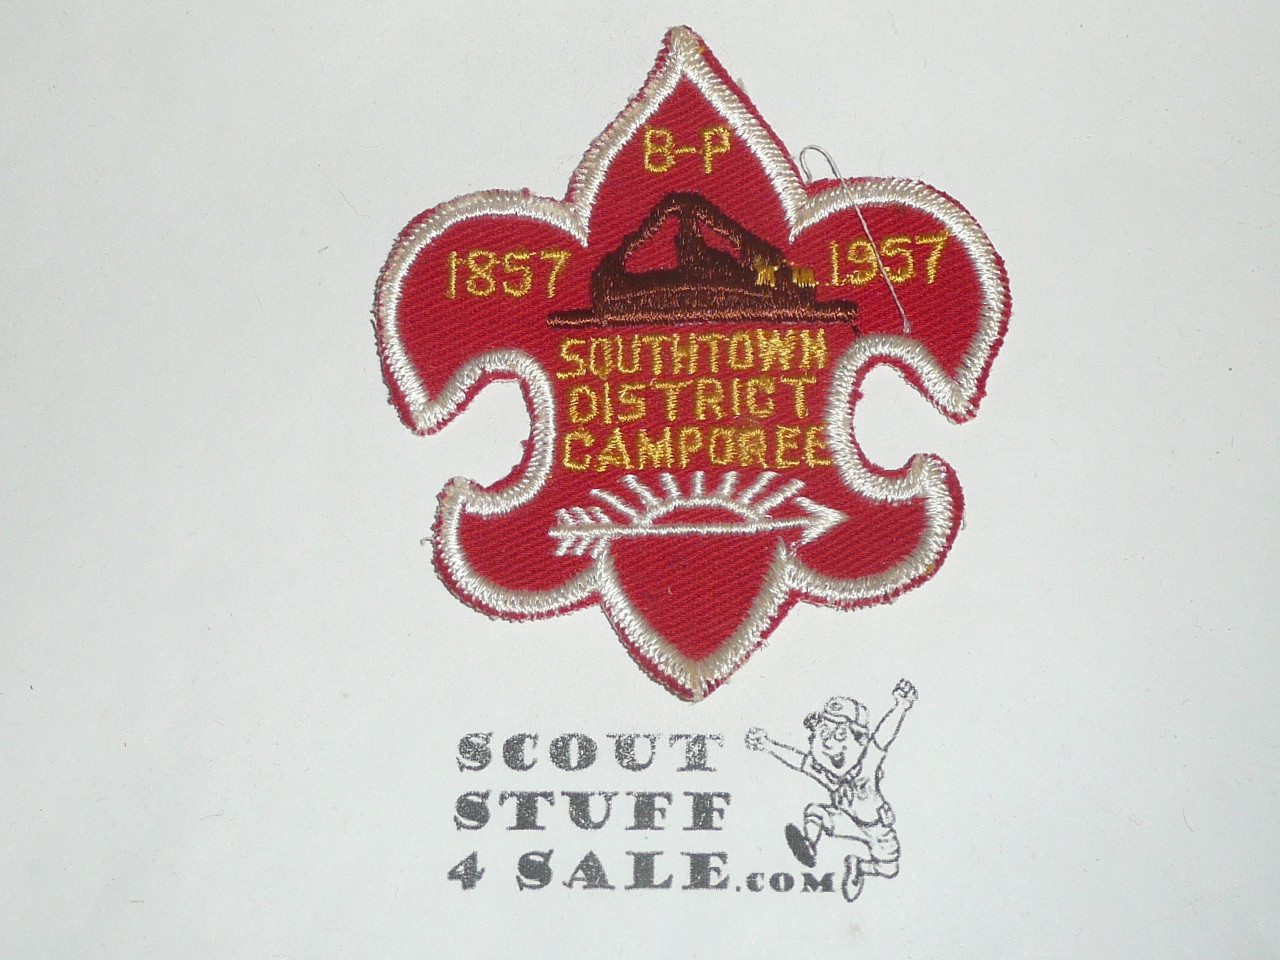 B-P
1857 1957
SOUTHTOWN
DISTRICT
CAMPOREE
SCOUT
STUFF
4 SALE.COM